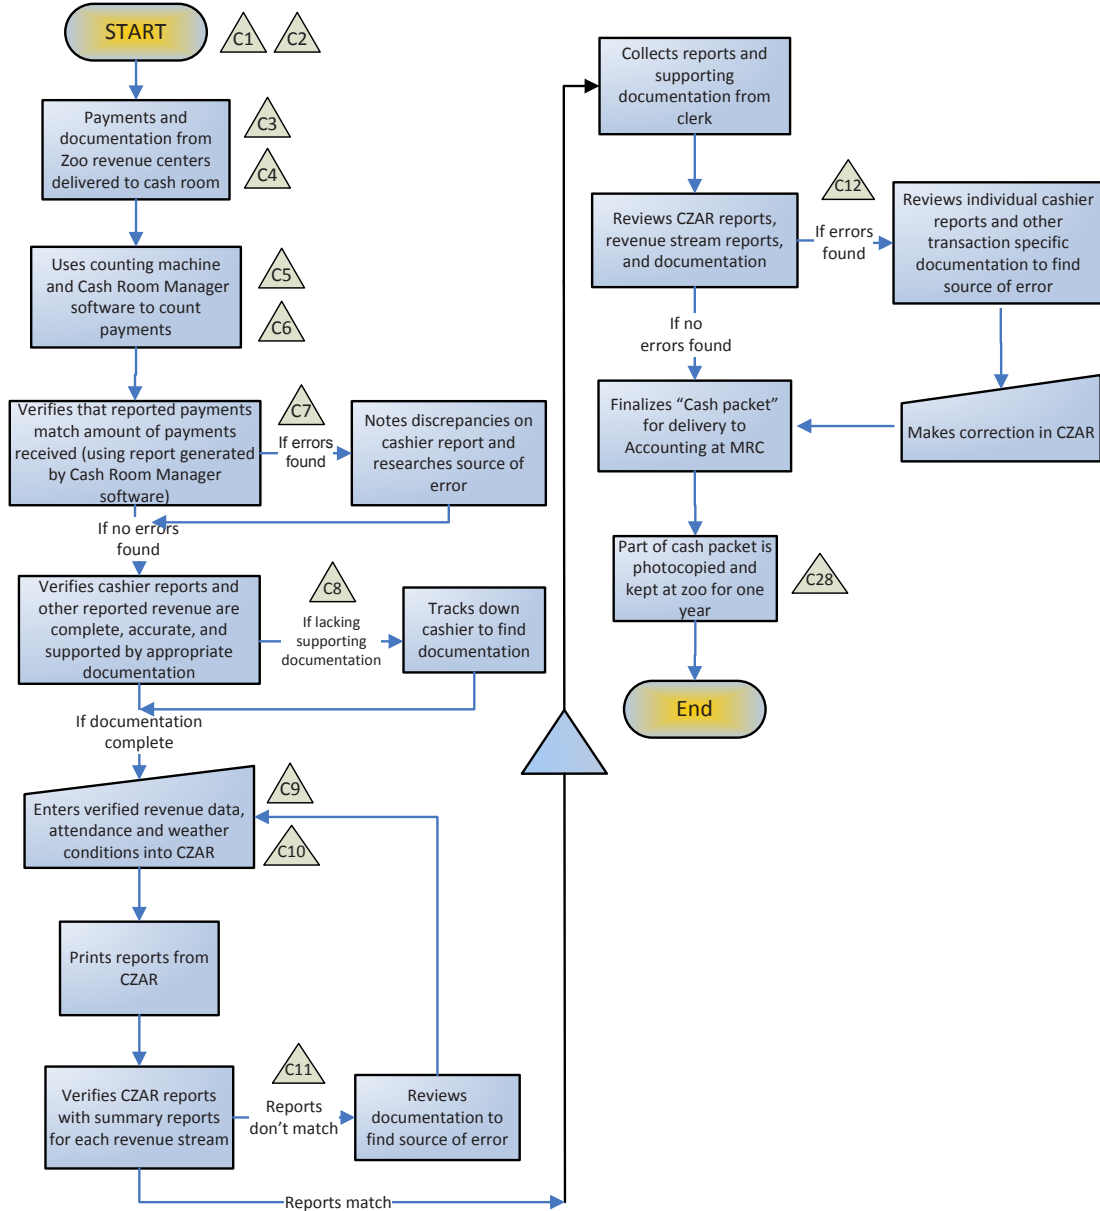 START
C1
C2
Payments and
documentation from
Zoo revenue centers
delivered to cash room
C3
C4
Uses counting machine
and Cash Room Manager
software to count
payments
C5
C6
Verifies that reported payments
match amount of payments
received (using report generated
by Cash Room Manager
software)
C7
If errors
found
Notes discrepancies on
cashier report and
researches source of
error
If no errors
found
Verifies cashier reports and
other reported revenue are
complete, accurate, and
supported by appropriate
documentation
C8
If lacking
supporting
documentation
Tracks down
cashier to find
documentation
If documentation
complete
Enters verified revenue data,
attendance and weather
conditions into CZAR
C9
C10
Prints reports from
CZAR
Verifies CZAR reports
with summary reports
for each revenue stream
C11
Reports
don't match
Reviews
documentation to
find source of error
Reports match
Collects reports and
supporting
documentation from
clerk
Reviews CZAR reports,
revenue stream reports,
and documentation
C12
If errors
found
Reviews individual cashier
reports and other
transaction specific
documentation to find
source of error
If no
errors found
Makes correction in CZAR
Finalizes “Cash packet”
for delivery to
Accounting at MRC
Part of cash packet is
photocopied and
kept at zoo for one
year
C28
End